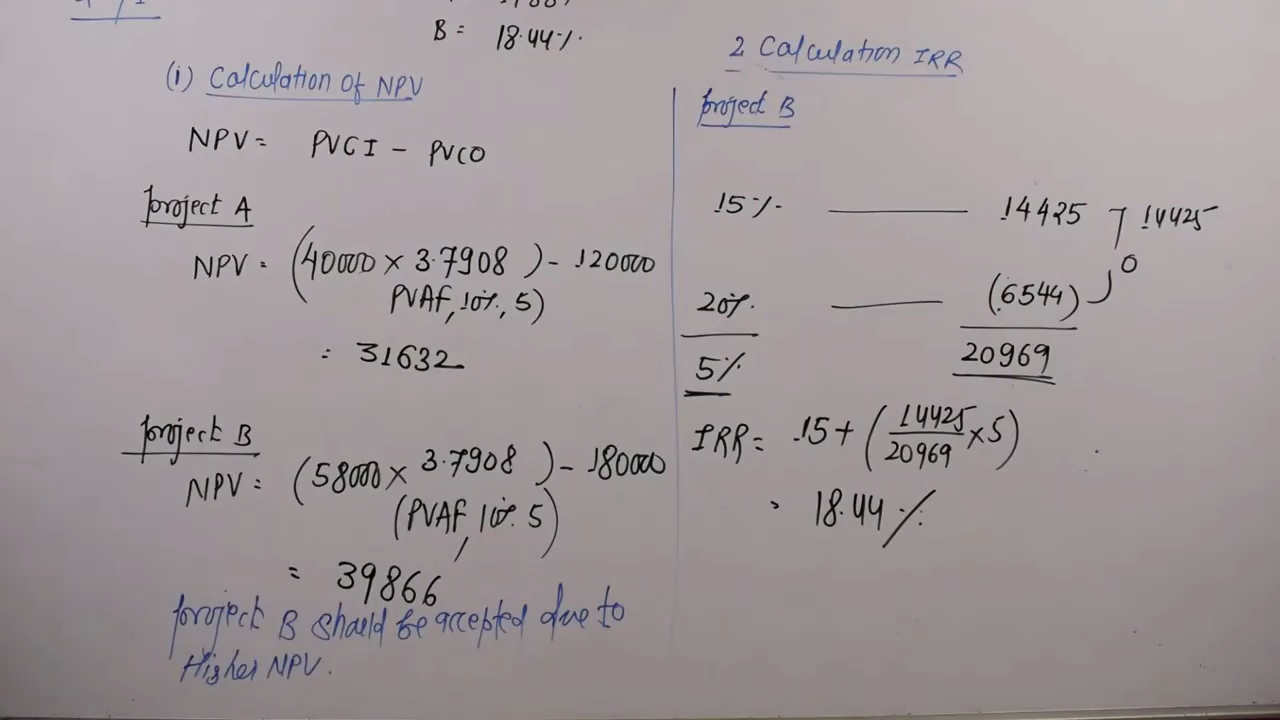 B = 18.44%.
(i) Calculation Of NPV
NPV = PVCI - PVCO
project A
NPV = (40000 × 3.7908) - 120000
PVAF, 10%, 5)
= 31632
project B
NPV = (58000 × 3.7908) - 180000
(PVAF, 10%, 5)
= 39866
project B should be accepted due to
Higher NPV.
2 Calculation IRR
project B
15% 14425 14425
0
20% (6544)
5% 20969
IRR = 15 + (14425/20969 × 5)
= 18.44%